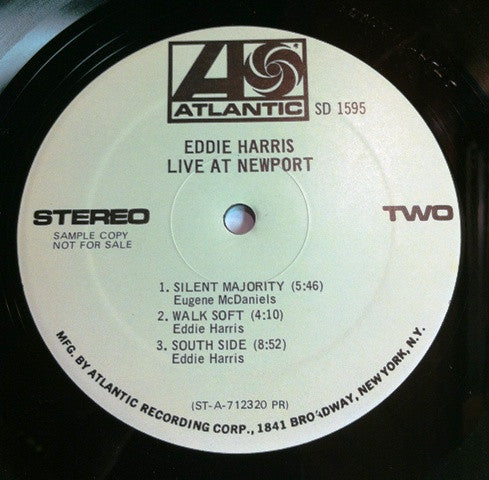 ATLANTIC SD 1595
EDDIE HARRIS
LIVE AT NEWPORT
STEREO
TWO
SAMPLE COPY
NOT FOR SALE
1. SILENT MAJORITY (5:46)
Eugene McDaniels
2. WALK SOFT (4:10)
Eddie Harris
3. SOUTH SIDE (8:52)
Eddie Harris
(ST-A-712320 PR)
MFG. BY ATLANTIC RECORDING CORP., 1841 BROADWAY, NEW YORK, N.Y.